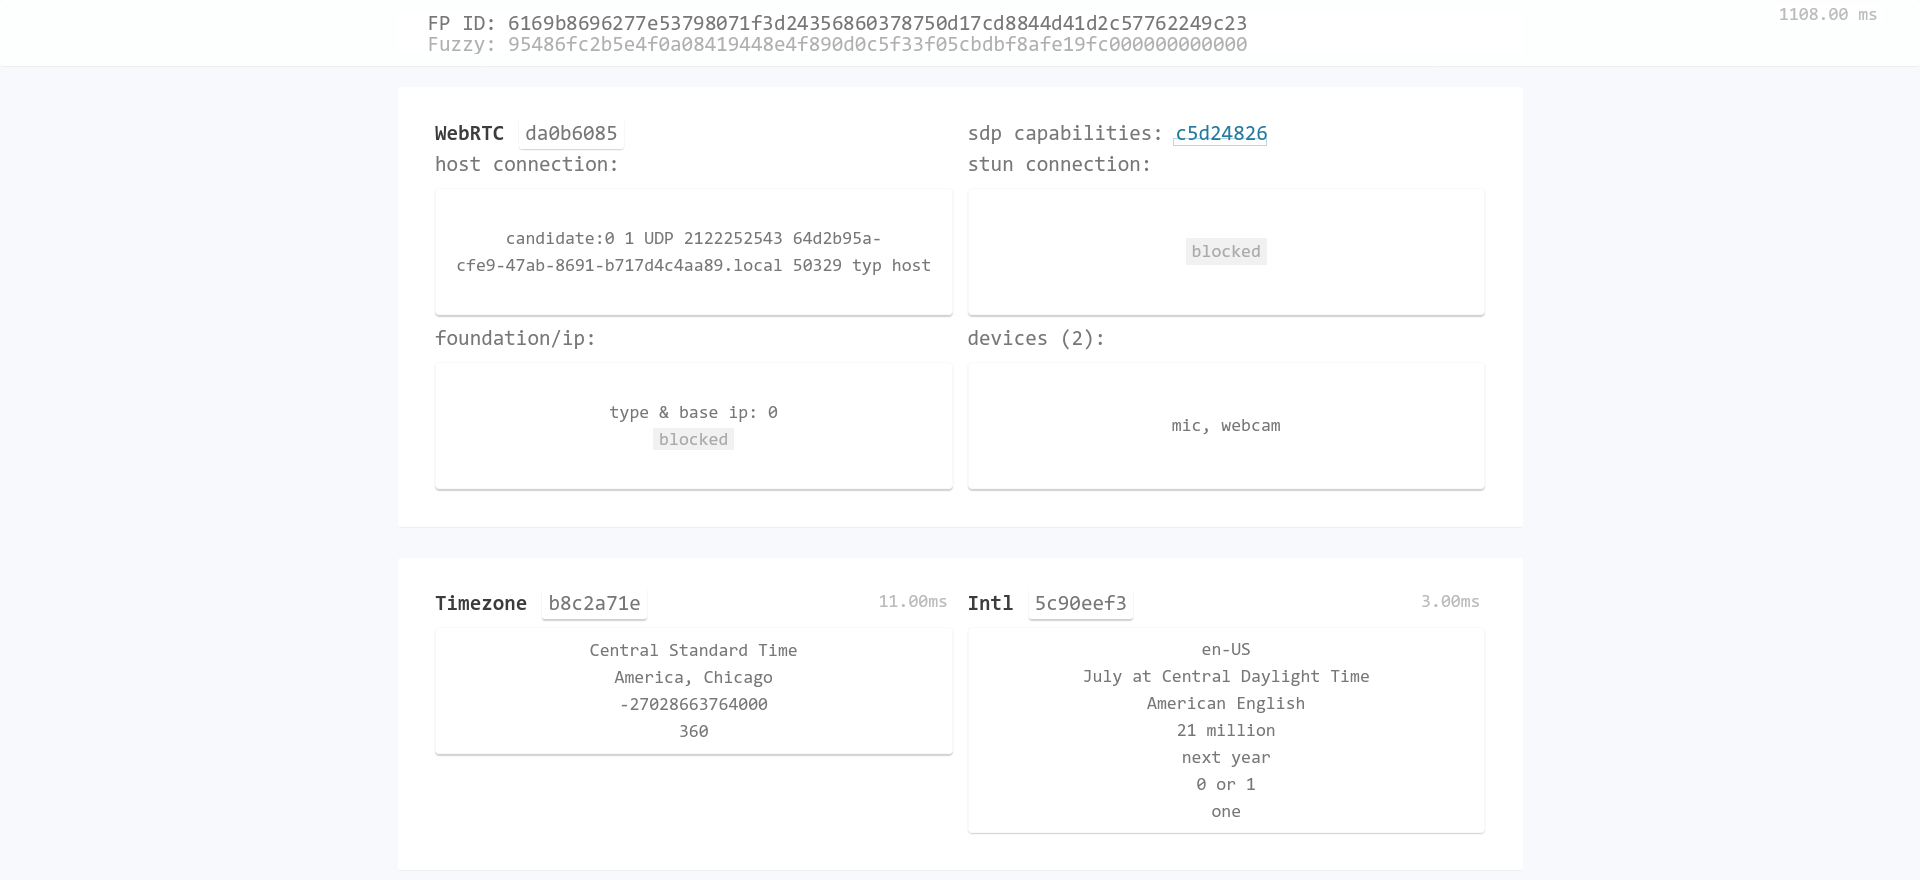 FP ID: 6169b8696277e53798071f3d24356860378750d17cd8844d41d2c57762249c23
Fuzzy: 95486fc2b5e4f0a08419448e4f890d0c5f33f05cbdbf8afe19fc000000000000
1108.00 ms
WebRTC da0b6085
host connection:
candidate:0 1 UDP 2122252543 64d2b95a-
cfe9-47ab-8691-b717d4c4aa89.local 50329 typ host
sdp capabilities: c5d24826
stun connection:
blocked
foundation/ip:
type & base ip: 0
blocked
devices (2):
mic, webcam
Timezone b8c2a71e 11.00ms
Central Standard Time
America, Chicago
-27028663764000
360
Intl 5c90eef3 3.00ms
en-US
July at Central Daylight Time
American English
21 million
next year
0 or 1
one